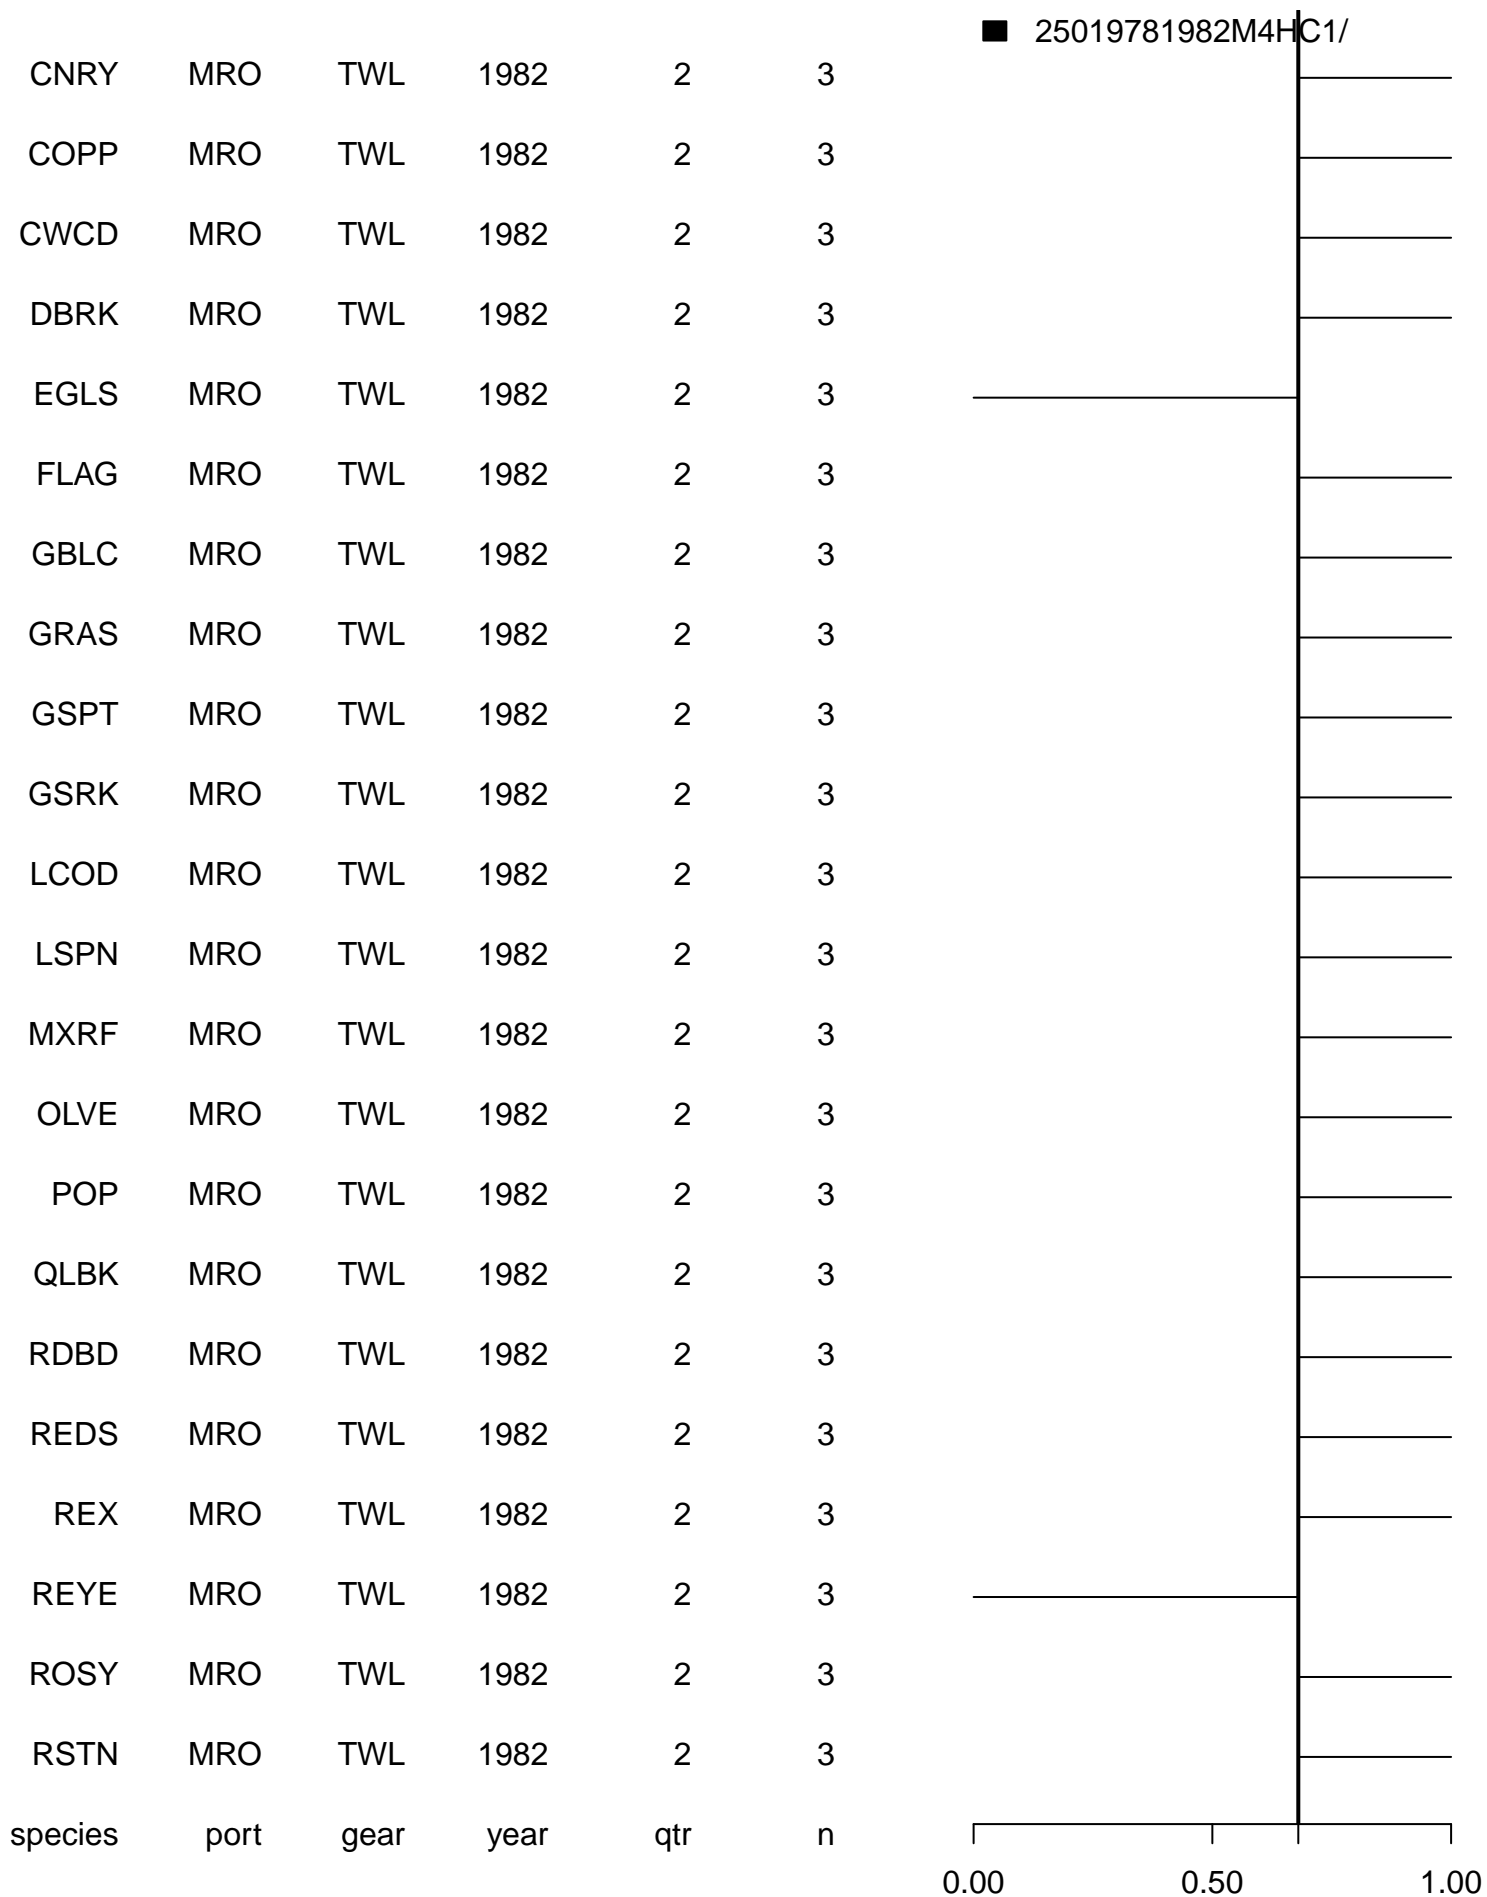 25019781982M4HC1/
CNRY MRO TWL 1982 2 3
COPP MRO TWL 1982 2 3
CWCD MRO TWL 1982 2 3
DBRK MRO TWL 1982 2 3
EGLS MRO TWL 1982 2 3
FLAG MRO TWL 1982 2 3
GBLC MRO TWL 1982 2 3
GRAS MRO TWL 1982 2 3
GSPT MRO TWL 1982 2 3
GSRK MRO TWL 1982 2 3
LCOD MRO TWL 1982 2 3
LSPN MRO TWL 1982 2 3
MXRF MRO TWL 1982 2 3
OLVE MRO TWL 1982 2 3
POP MRO TWL 1982 2 3
QLBK MRO TWL 1982 2 3
RDBD MRO TWL 1982 2 3
REDS MRO TWL 1982 2 3
REX MRO TWL 1982 2 3
REYE MRO TWL 1982 2 3
ROSY MRO TWL 1982 2 3
RSTN MRO TWL 1982 2 3
species port gear year qtr n
0.00 0.50 1.00